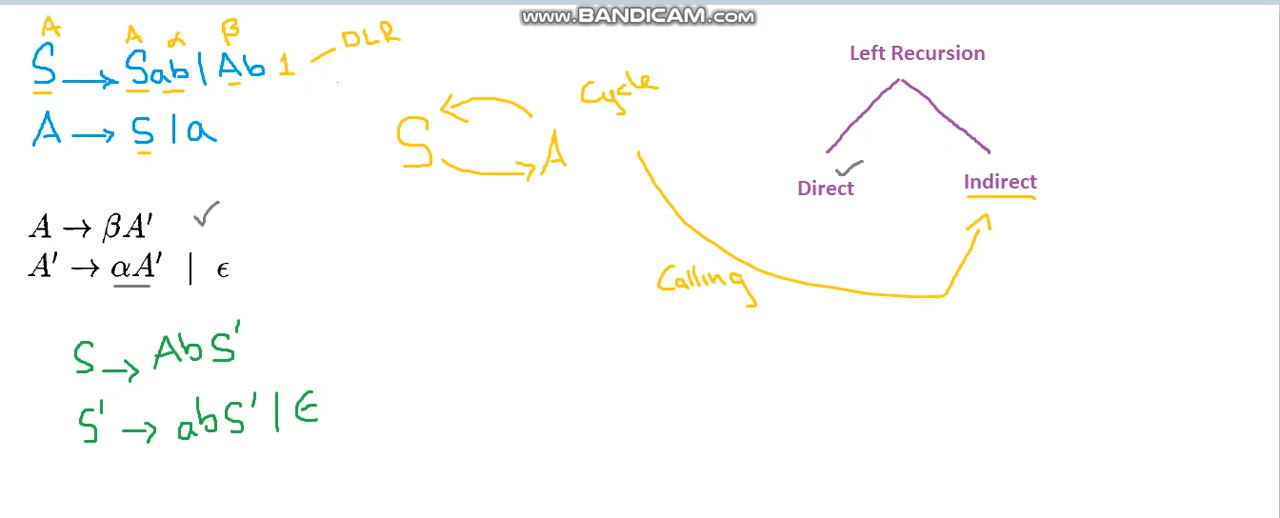 www.BANDICAM.com
A A α β
S → Sab | Ab 1 DLR
A → S | a
S A Cycle
Calling
Left Recursion
Direct ✓ Indirect
A → βA' ✓
A' → αA' | ϵ
S → AbS'
S' → abS' | ϵ